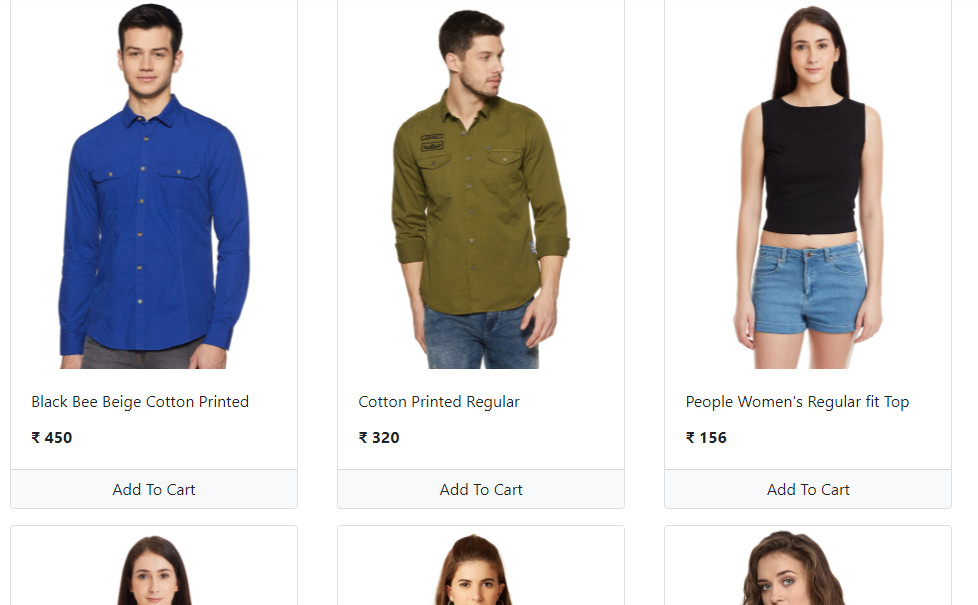 Black Bee Beige Cotton Printed
₹ 450
Add To Cart
Cotton Printed Regular
₹ 320
Add To Cart
People Women's Regular fit Top
₹ 156
Add To Cart